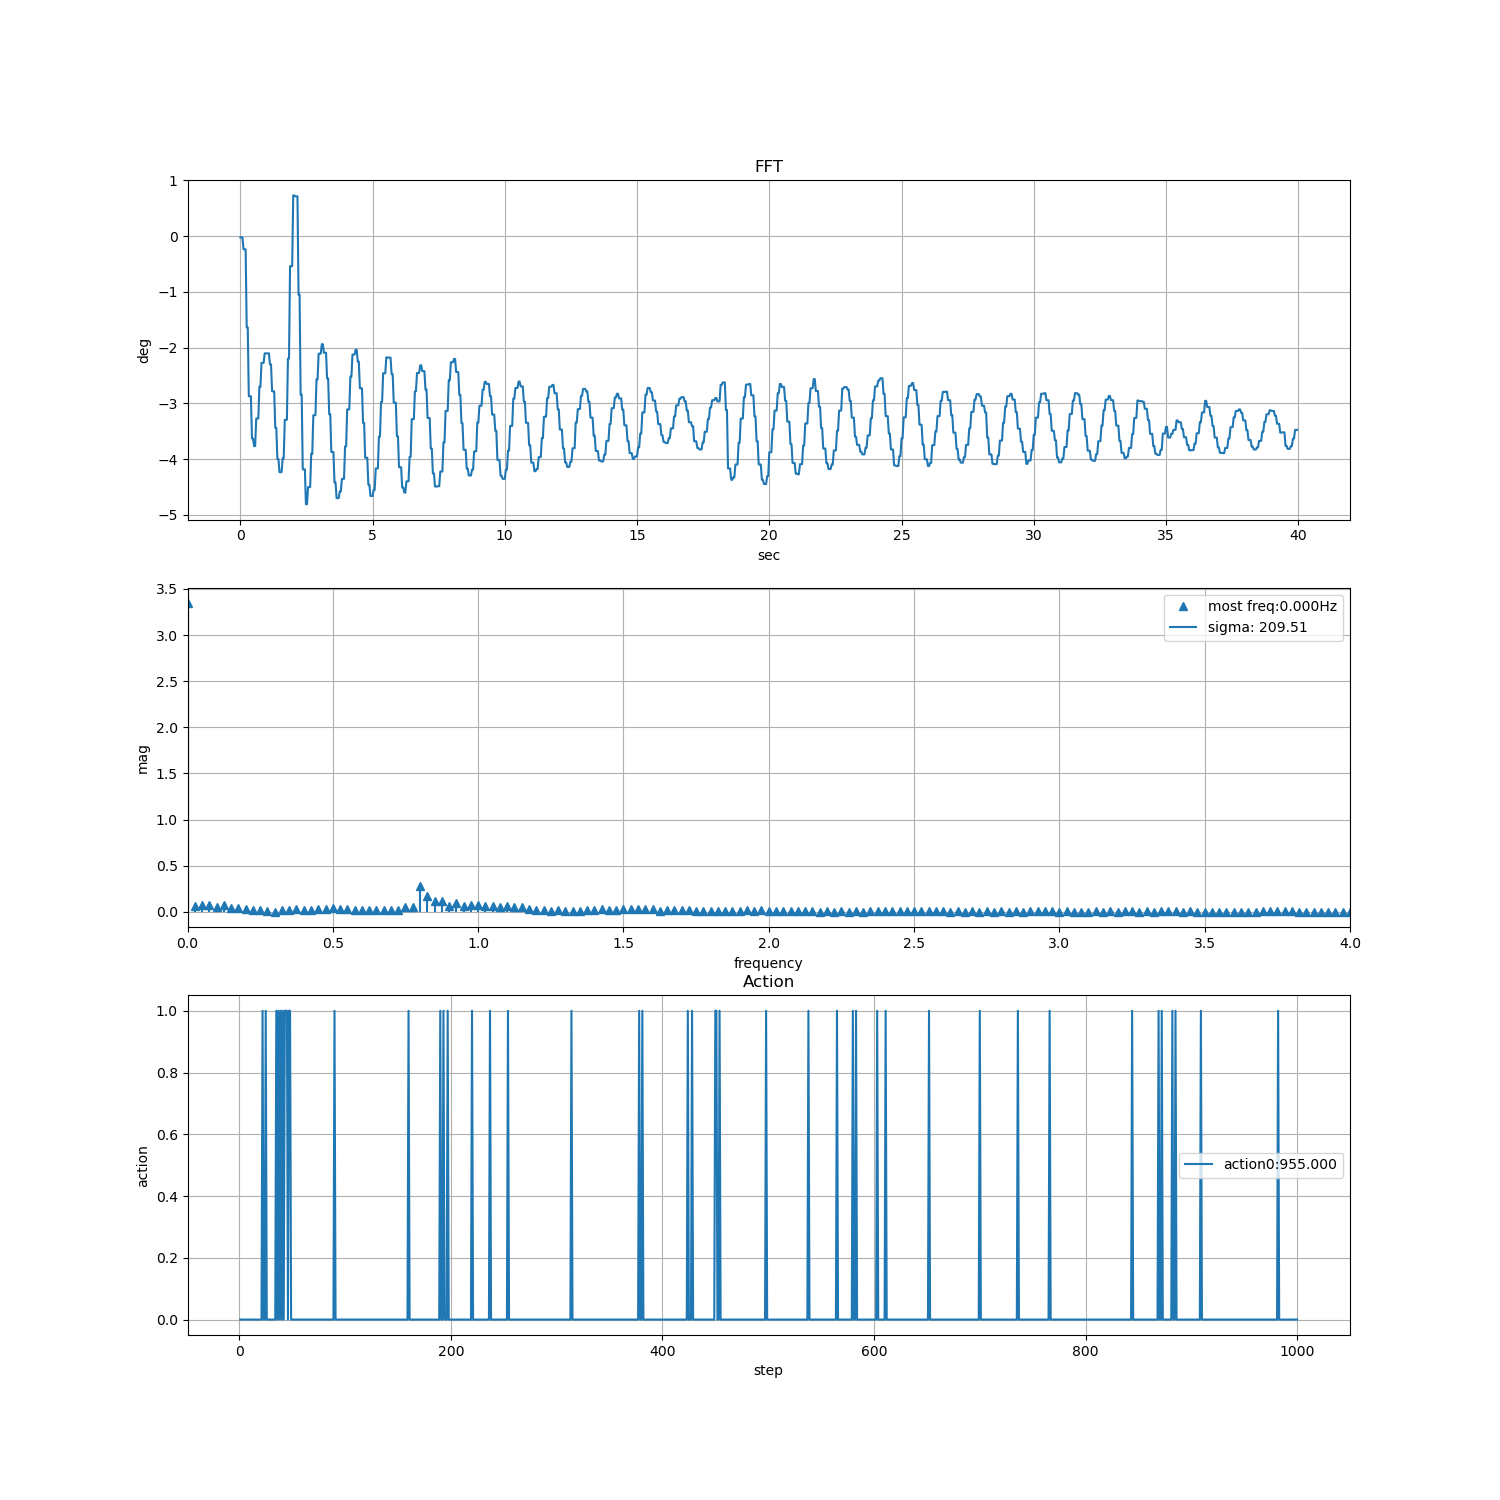 FFT
1
0
−1
−2
−3
−4
−5
deg
0 5 10 15 20 25 30 35 40
sec
3.5
3.0
2.5
2.0
1.5
1.0
0.5
0.0
mag
most freq:0.000Hz
sigma: 209.51
0.0 0.5 1.0 1.5 2.0 2.5 3.0 3.5 4.0
frequency
Action
1.0
0.8
0.6
0.4
0.2
0.0
action
action0:955.000
0 200 400 600 800 1000
step